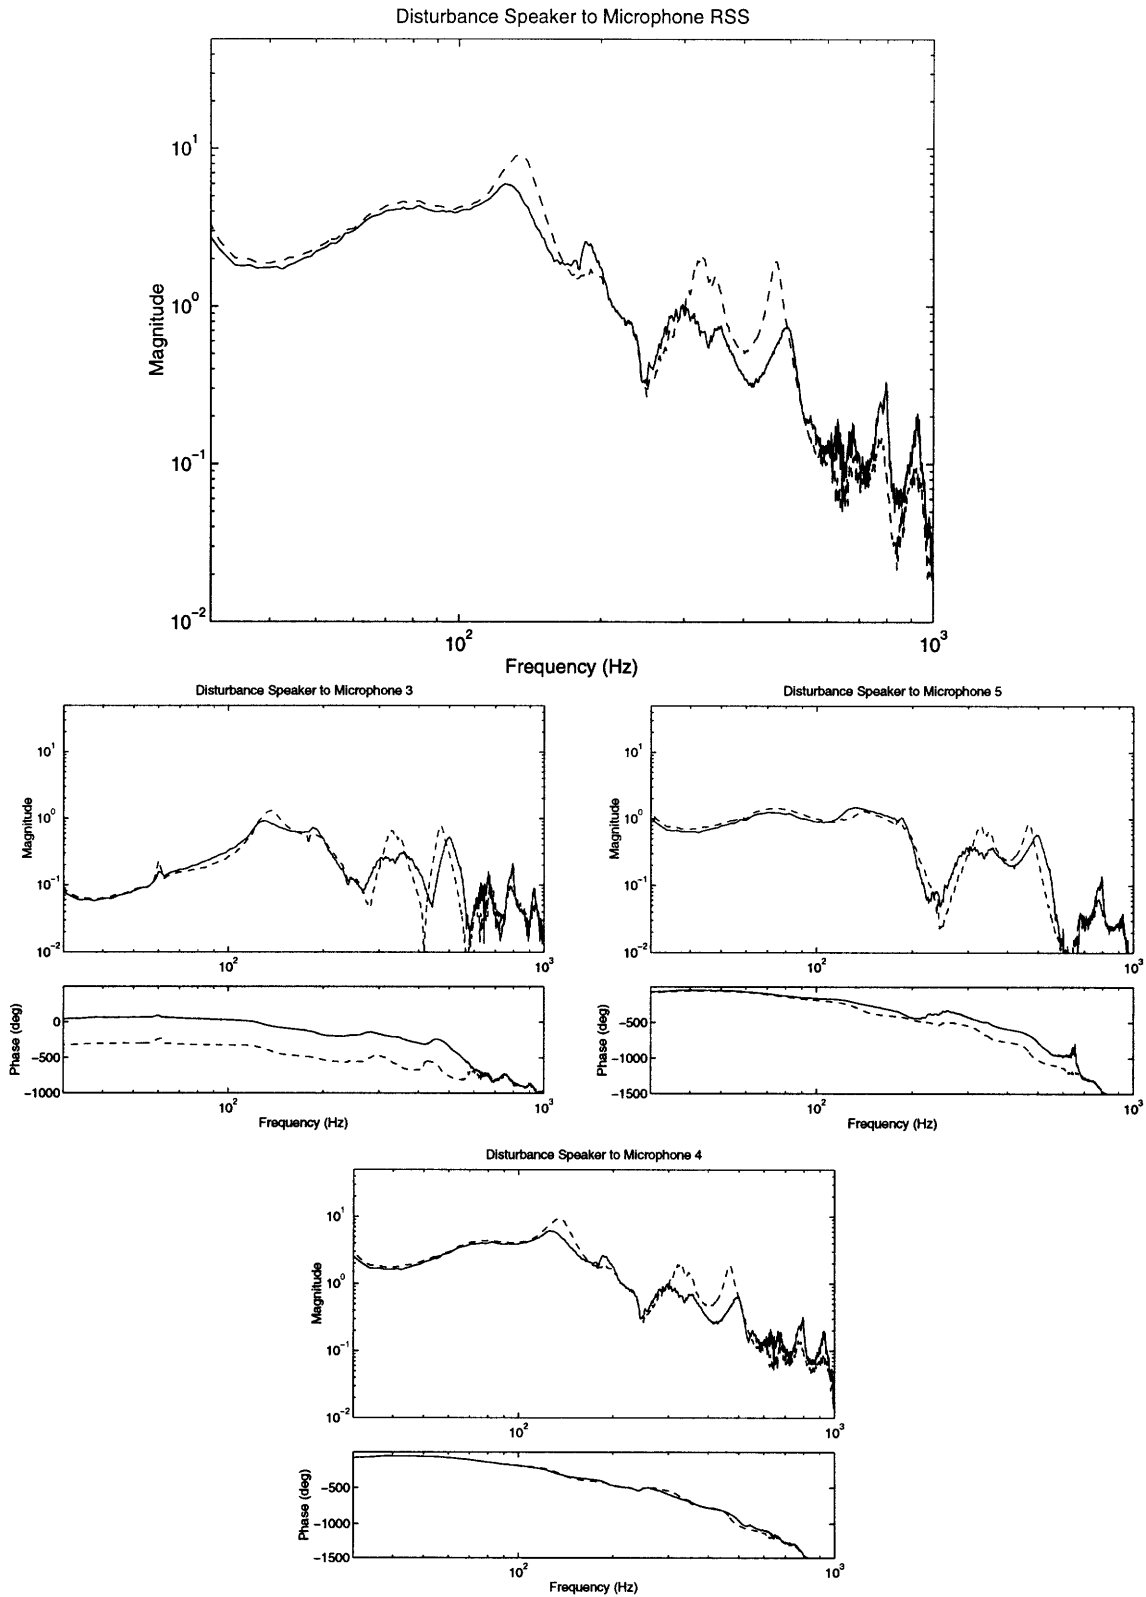 Disturbance Speaker to Microphone RSS
10^1
10^0
10^-1
10^-2
Magnitude
10^2
10^3
Frequency (Hz)
Disturbance Speaker to Microphone 3
10^1
10^0
10^-1
10^-2
Magnitude
10^2
10^3
0
-500
-1000
Phase (deg)
10^2
10^3
Frequency (Hz)
Disturbance Speaker to Microphone 5
10^1
10^0
10^-1
10^-2
Magnitude
10^2
10^3
-500
-1000
-1500
Phase (deg)
10^2
10^3
Frequency (Hz)
Disturbance Speaker to Microphone 4
10^1
10^0
10^-1
10^-2
Magnitude
10^2
10^3
-500
-1000
-1500
Phase (deg)
10^2
10^3
Frequency (Hz)